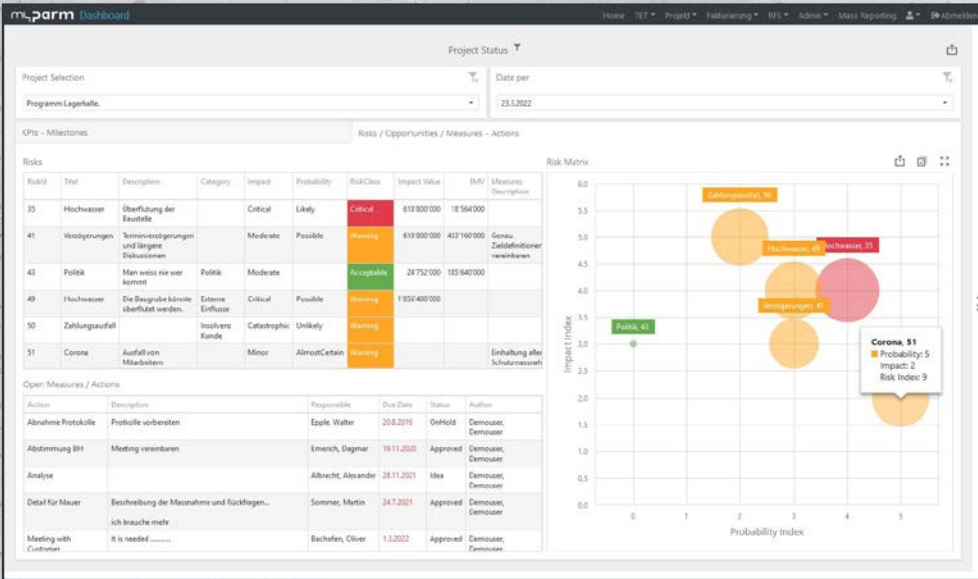 myparm Dashboard
Home TET Projekt Fakturierung RFS Admin Mass Reporting Abmelden
Project Status
Project Selection
Programm Lagerhalle.
Date per
23.3.2022
KPIs - Milestones
Risks / Opportunities / Measures - Actions
Risks
RiskId Titel Description Category Impact Probability RiskClass Impact Value EMV Measures Description
35 Hochwasser Überflutung der Baustelle Critical Likely Critical 618'800'000 18'564'000
41 Verzögerungen Terminverzögerungen und längere Diskussionen Moderate Possible Warning 618'800'000 433'160'000 Genau Zieldefinitionen vereinbaren
43 Politik Man weiss nie wer kommt Politik Moderate Acceptable 24'752'000 185'640'000
49 Hochwasser Die Baugrube könnte überflutet werden. Externe Einflüsse Critical Possible Warning 1'856'400'000
50 Zahlungsausfall Insolvenz Kunde Catastrophic Unlikely Warning
51 Corona Ausfall von Mitarbeitern Minor AlmostCertain Warning Einhaltung aller
Open Measures / Actions
Action Description Responsible Due Date Status Author
Abnahme Protokolle Protkolle vorbereiten Epple, Walter 20.8.2015 OnHold Demouser, Demouser
Abstimmung BH Meeting vereinbaren Emench, Dagmar 19.11.2020 Approved Demouser, Demouser
Analyse Albrecht, Alexander 28.11.2021 Idea Demouser, Demouser
Detail für Mauer Beschreibung der Massnahme und Rückfragen... Sommer, Martin 24.7.2021 Approved Demouser, Demouser
ich brauche mehr
Meeting with Customer It is needed .......... Bachofen, Oliver 1.3.2022 Approved Demouser, Demouser
Risk Matrix
Impact Index
6.0
5.5
5.0
4.5
4.0
3.5
3.0
2.5
2.0
1.5
1.0
0.5
0.0
0 1 2 3 4 5
Probability Index
Zahlungsausfall, 50
Hochwasser, 49
Hochwasser, 35
Verzögerungen, 41
Politik, 43
Corona, 51
Probability: 5
Impact: 2
Risk Index: 9